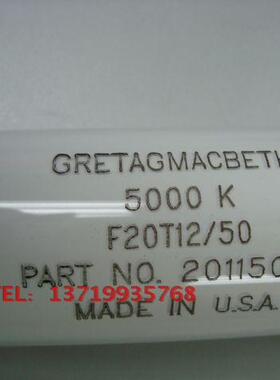 GRETAGMACBETH
5000 K
F20T12/50
PART NO. 201150
TEL: 13719935768
MADE IN U.S.A.